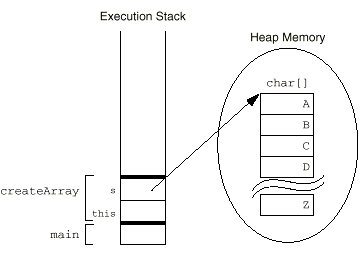 Execution Stack
Heap Memory
char[]
A
B
C
D
Z
createArray
s
this
main